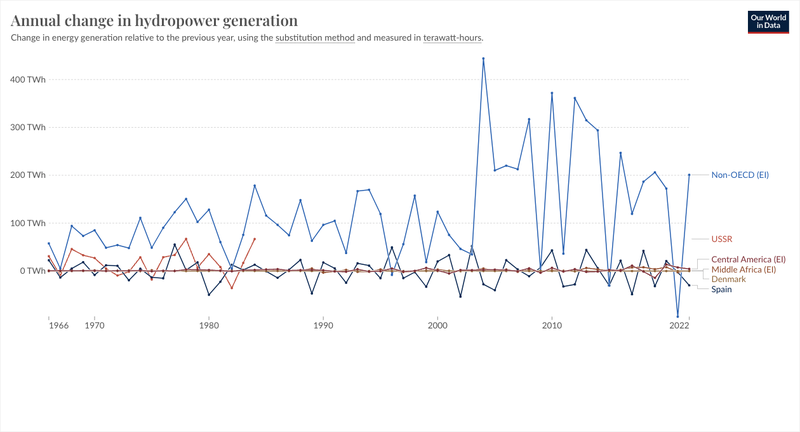 Annual change in hydropower generation
Change in energy generation relative to the previous year, using the substitution method and measured in terawatt-hours.
Our World
in Data
400 TWh
300 TWh
200 TWh
100 TWh
0 TWh
Non-OECD (EI)
USSR
Central America (EI)
Middle Africa (EI)
Denmark
Spain
1966
1970
1980
1990
2000
2010
2022